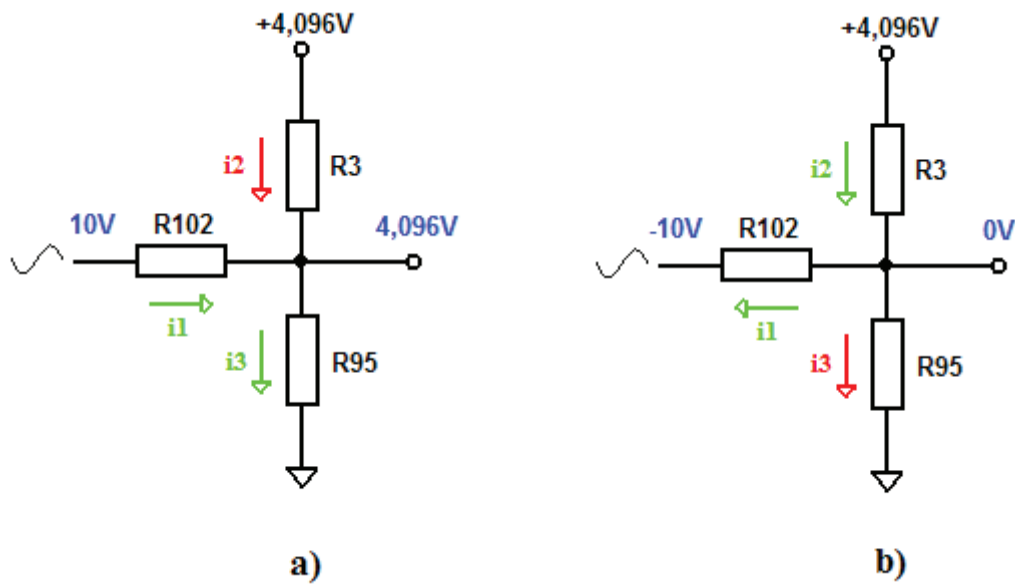 +4,096V
i2
R3
10V
R102
4,096V
i1
i3
R95
a)
+4,096V
i2
R3
-10V
R102
0V
i1
i3
R95
b)